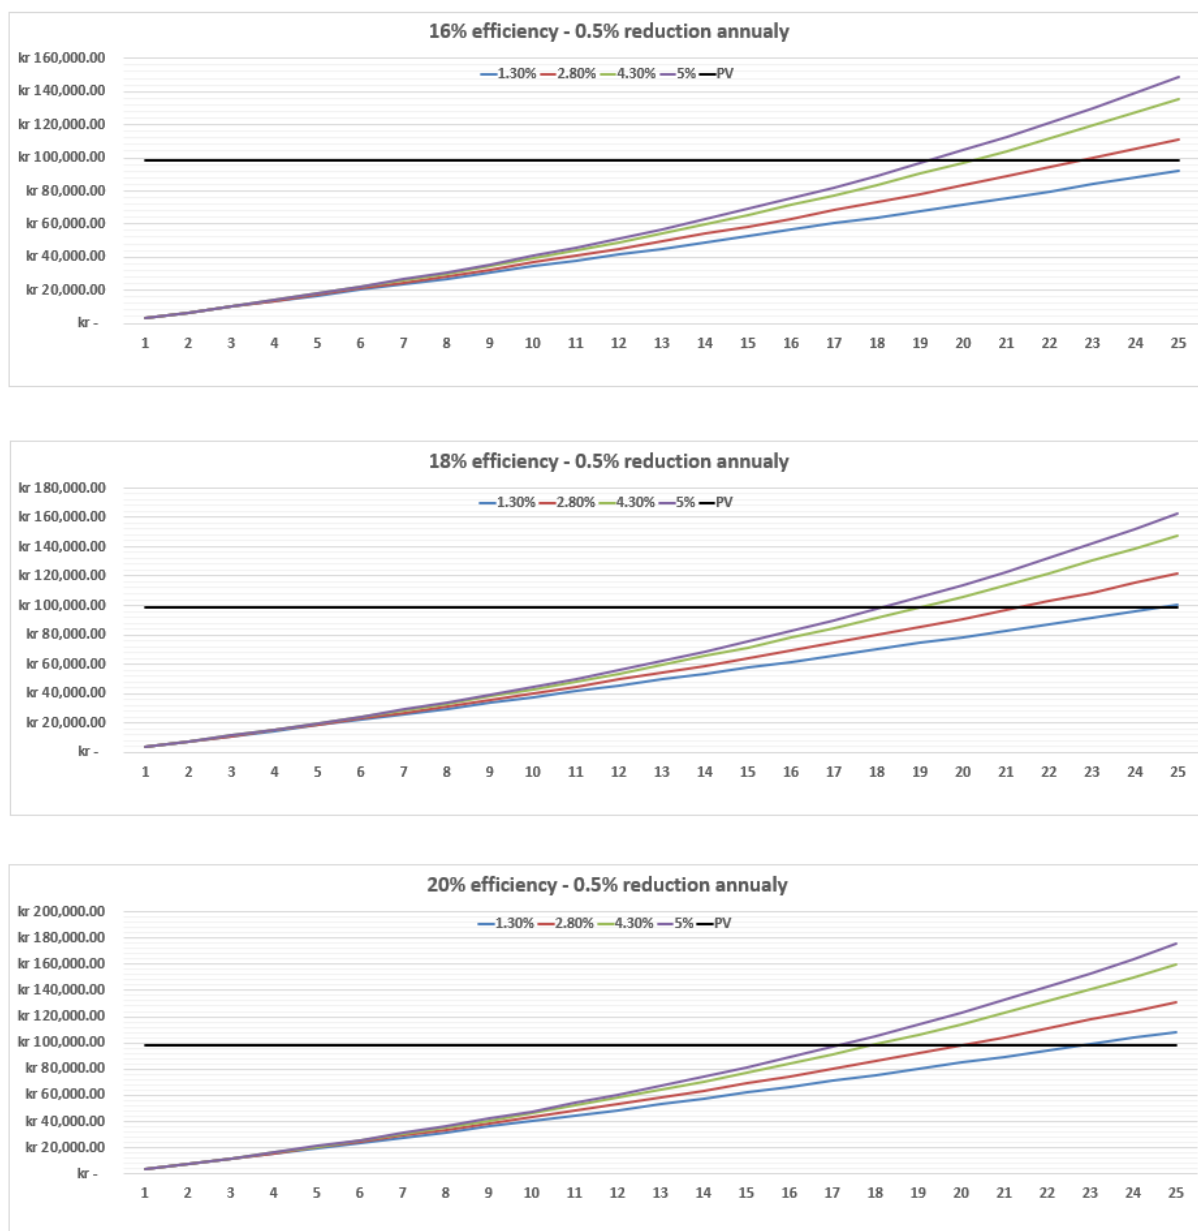 16% efficiency - 0.5% reduction annualy
kr 160,000.00
1.30% 2.80% 4.30% 5% PV
kr 140,000.00
kr 120,000.00
kr 100,000.00
kr 80,000.00
kr 60,000.00
kr 40,000.00
kr 20,000.00
kr -
1 2 3 4 5 6 7 8 9 10 11 12 13 14 15 16 17 18 19 20 21 22 23 24 25
18% efficiency - 0.5% reduction annualy
kr 180,000.00
1.30% 2.80% 4.30% 5% PV
kr 160,000.00
kr 140,000.00
kr 120,000.00
kr 100,000.00
kr 80,000.00
kr 60,000.00
kr 40,000.00
kr 20,000.00
kr -
1 2 3 4 5 6 7 8 9 10 11 12 13 14 15 16 17 18 19 20 21 22 23 24 25
20% efficiency - 0.5% reduction annualy
kr 200,000.00
1.30% 2.80% 4.30% 5% PV
kr 180,000.00
kr 160,000.00
kr 140,000.00
kr 120,000.00
kr 100,000.00
kr 80,000.00
kr 60,000.00
kr 40,000.00
kr 20,000.00
kr -
1 2 3 4 5 6 7 8 9 10 11 12 13 14 15 16 17 18 19 20 21 22 23 24 25